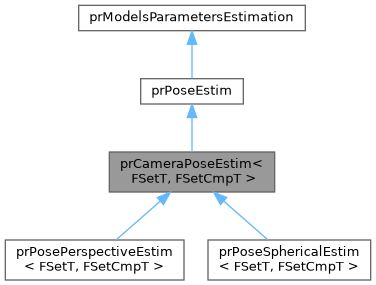 prModelsParametersEstimation
prPoseEstim
prCameraPoseEstim<
FSetT, FSetCmpT >
prPosePerspectiveEstim
< FSetT, FSetCmpT >
prPoseSphericalEstim
< FSetT, FSetCmpT >